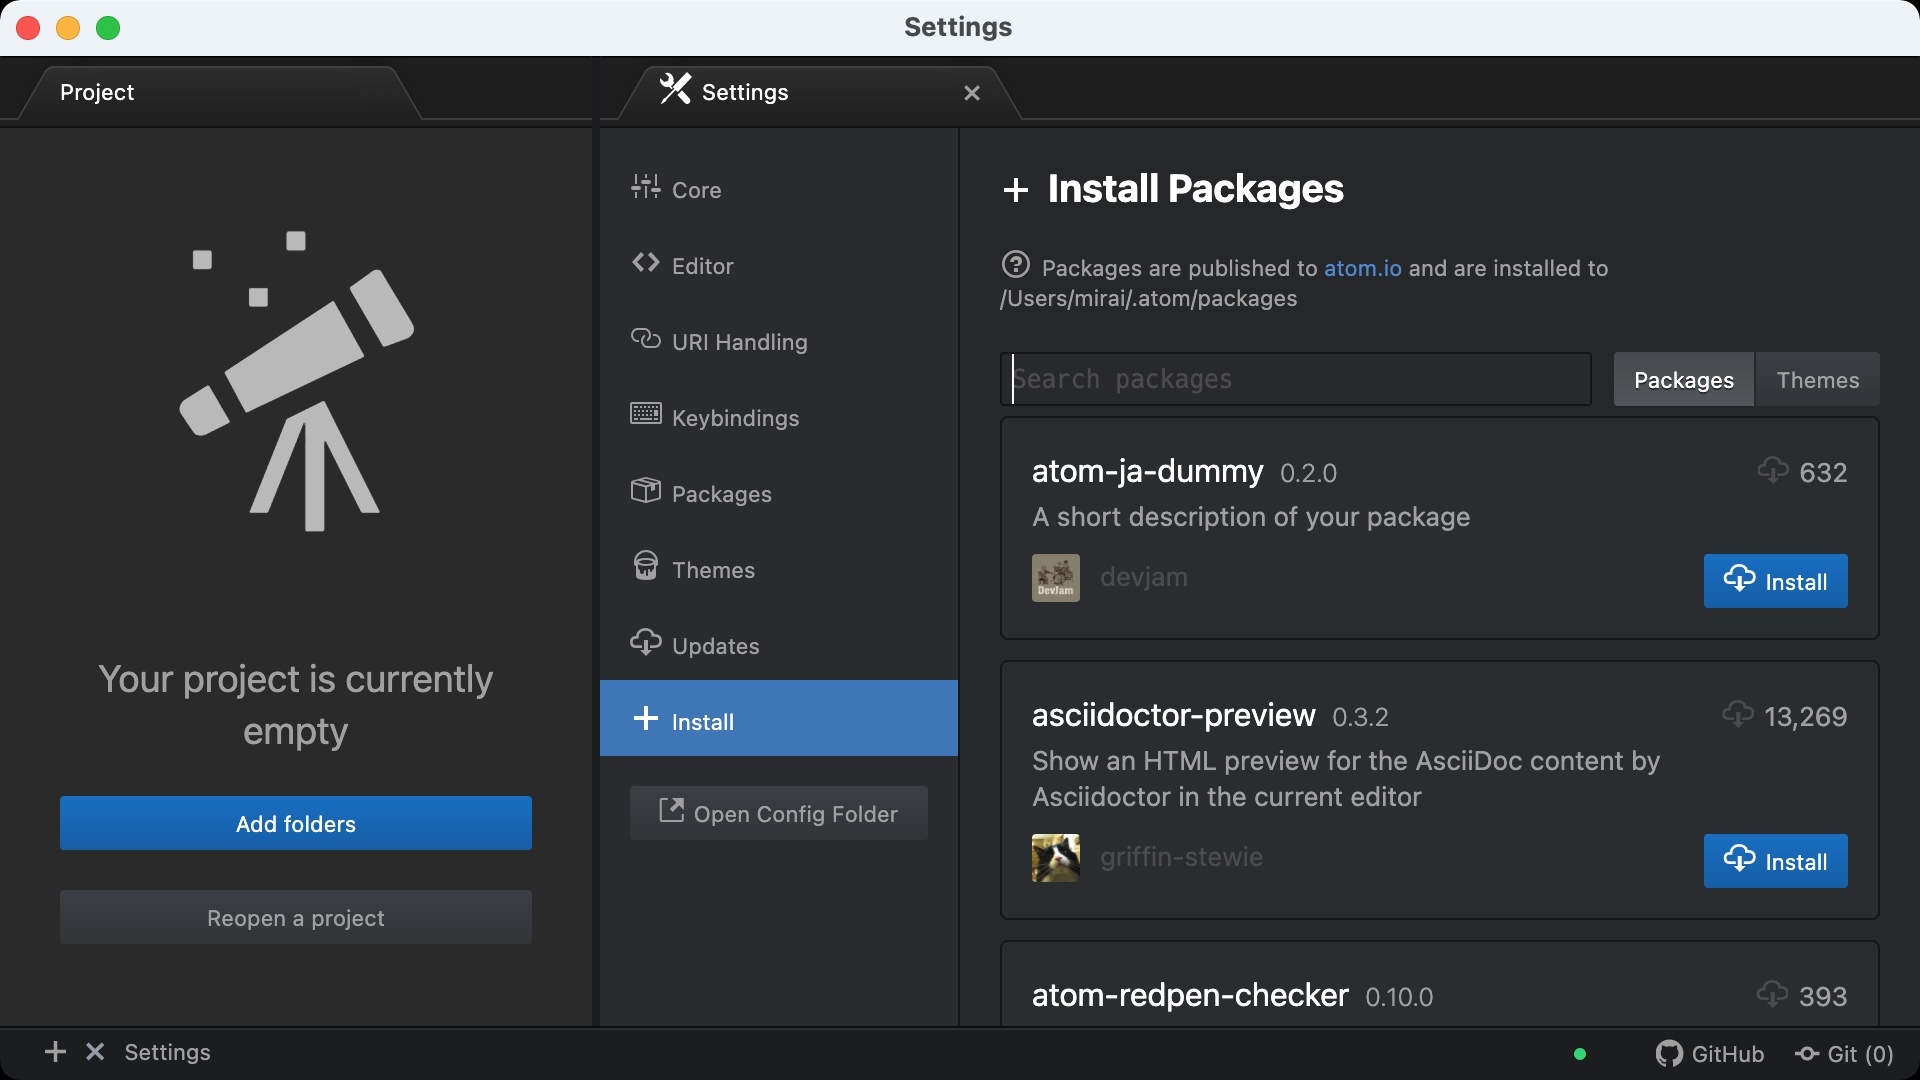 Settings
Project
Settings
Your project is currently
empty
Add folders
Reopen a project
Core
Editor
URI Handling
Keybindings
Packages
Themes
Updates
Install
Open Config Folder
Install Packages
Packages are published to atom.io and are installed to
/Users/mirai/.atom/packages
Search packages
Packages
Themes
atom-ja-dummy 0.2.0
632
A short description of your package
DevJam
devjam
Install
asciidoctor-preview 0.3.2
13,269
Show an HTML preview for the AsciiDoc content by
Asciidoctor in the current editor
griffin-stewie
Install
atom-redpen-checker 0.10.0
393
Settings
GitHub
Git (0)